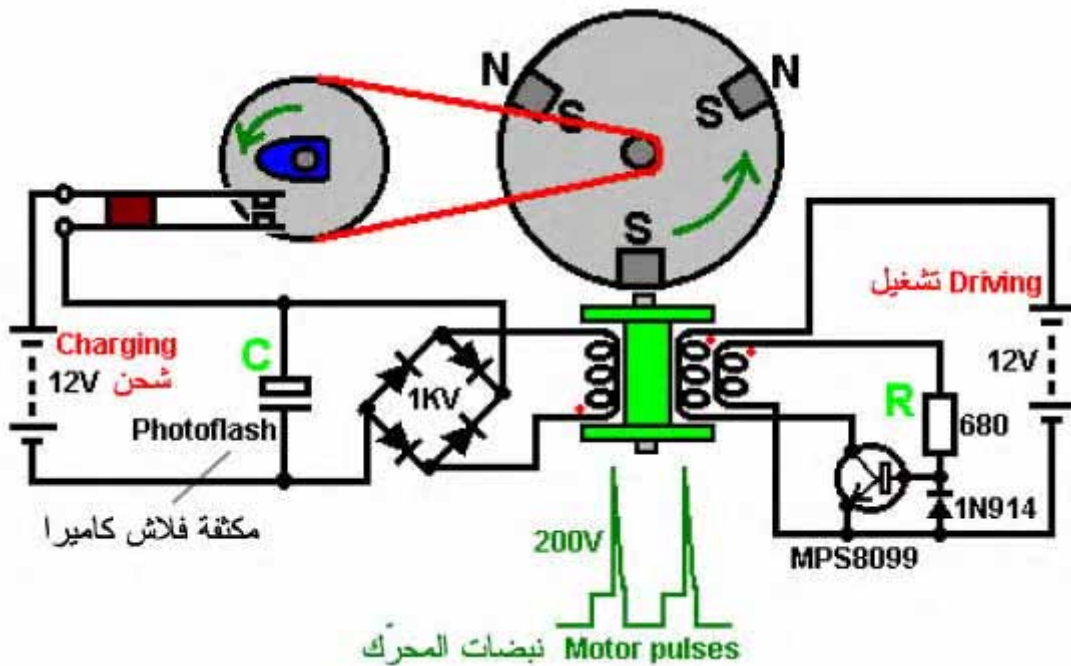 N
N
S
S
S
تشغيل Driving
Charging
12V شحن
C
1KV
12V
R
680
Photoflash
1N914
مكثفة فلاش كاميرا
200V
MPS8099
نبضات المحرّك Motor pulses